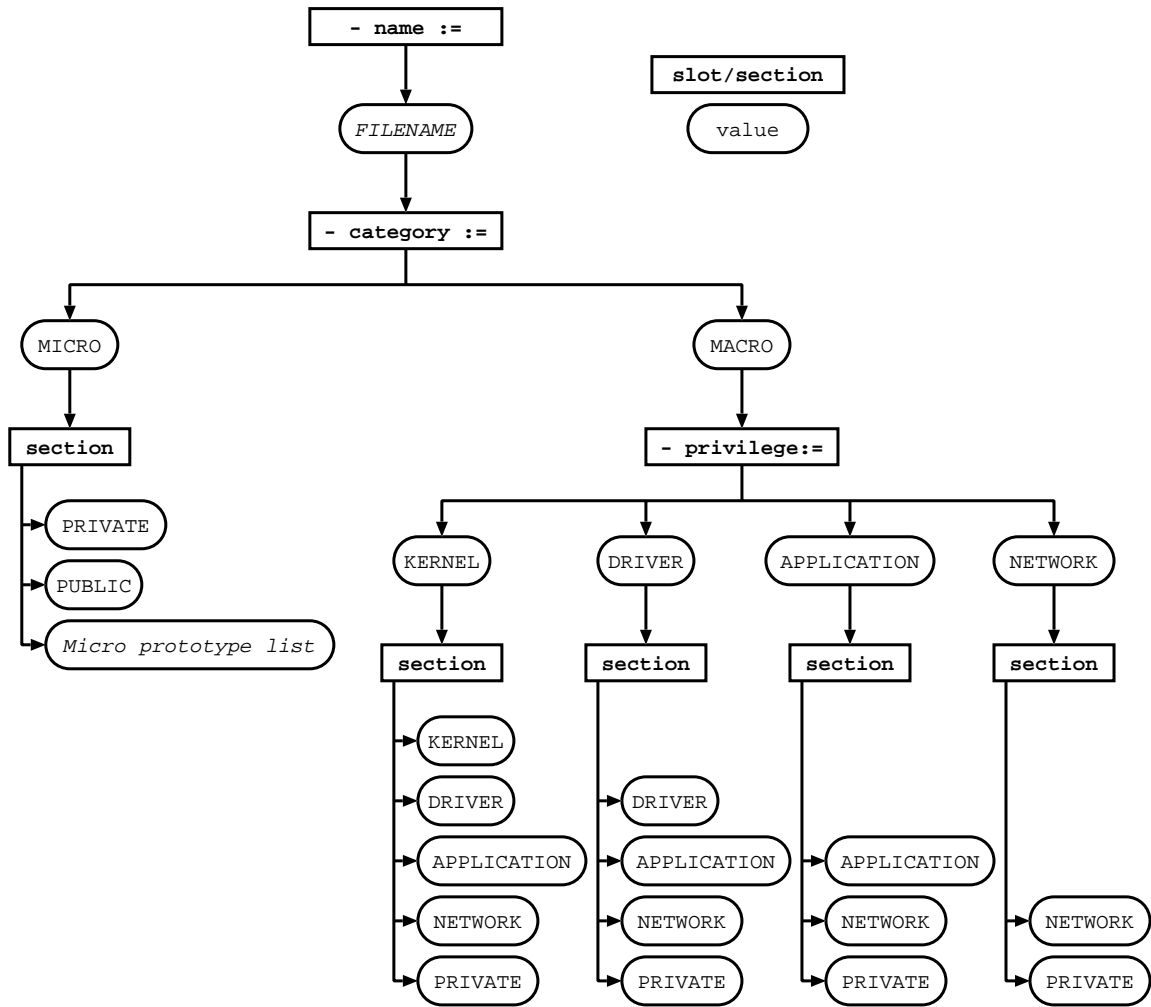 - name :=
slot/section
FILENAME
value
- category :=
MICRO
MACRO
section
- privilege:=
PRIVATE
PUBLIC
Micro prototype list
KERNEL
DRIVER
APPLICATION
NETWORK
section
section
section
section
KERNEL
DRIVER
DRIVER
APPLICATION
APPLICATION
APPLICATION
NETWORK
NETWORK
NETWORK
NETWORK
PRIVATE
PRIVATE
PRIVATE
PRIVATE